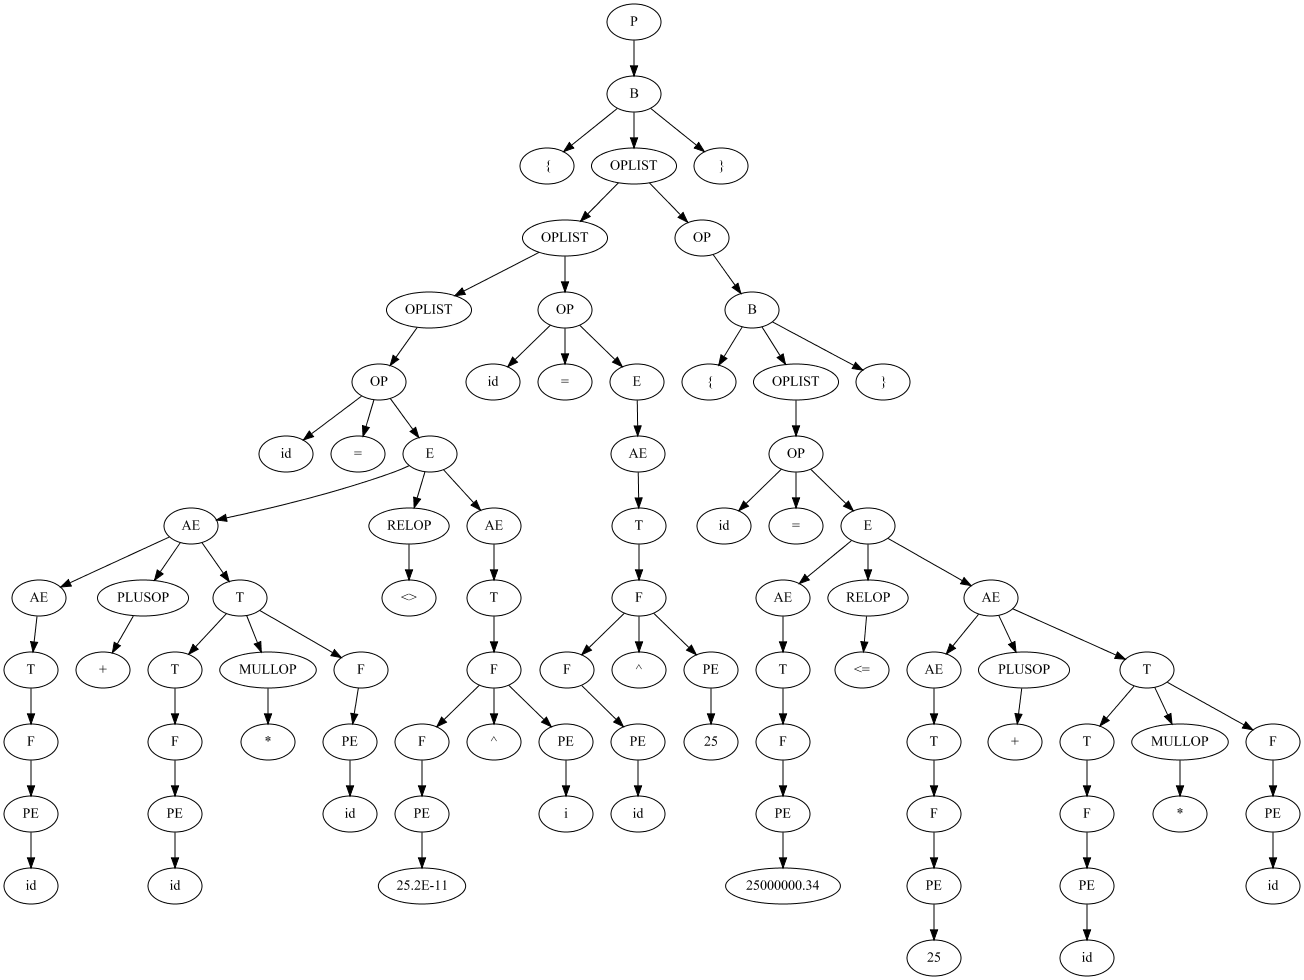 P
B
{ OPLIST }
OPLIST OP
OPLIST OP B
OP id = E { OPLIST }
id = E AE OP
AE RELOP AE T id = E
AE PLUSOP T <> T F AE RELOP AE
T + T MULLOP F F F ^ PE T <= AE PLUSOP T
F F * PE F ^ PE PE 25 F T + T MULLOP F
PE PE id PE i id PE F F * PE
id id 25.2E-11 25000000.34 PE PE id
25 id